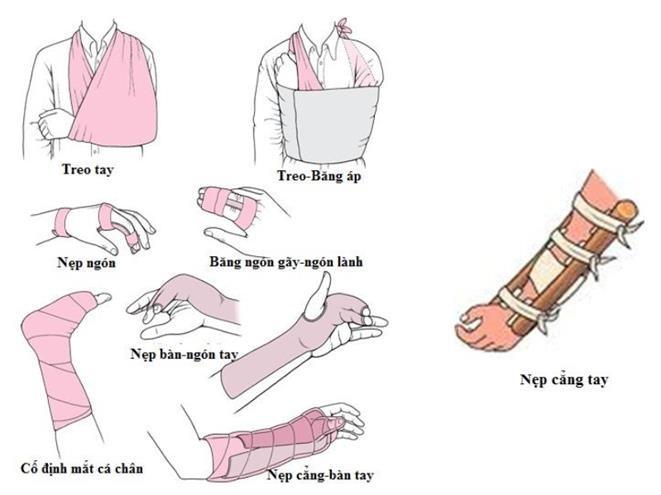 Treo tay
Treo-Băng áp
Nẹp ngón
Băng ngón gãy-ngón lành
Nẹp bàn-ngón tay
Nẹp cẳng tay
Cố định mắt cá chân
Nẹp cẳng-bàn tay